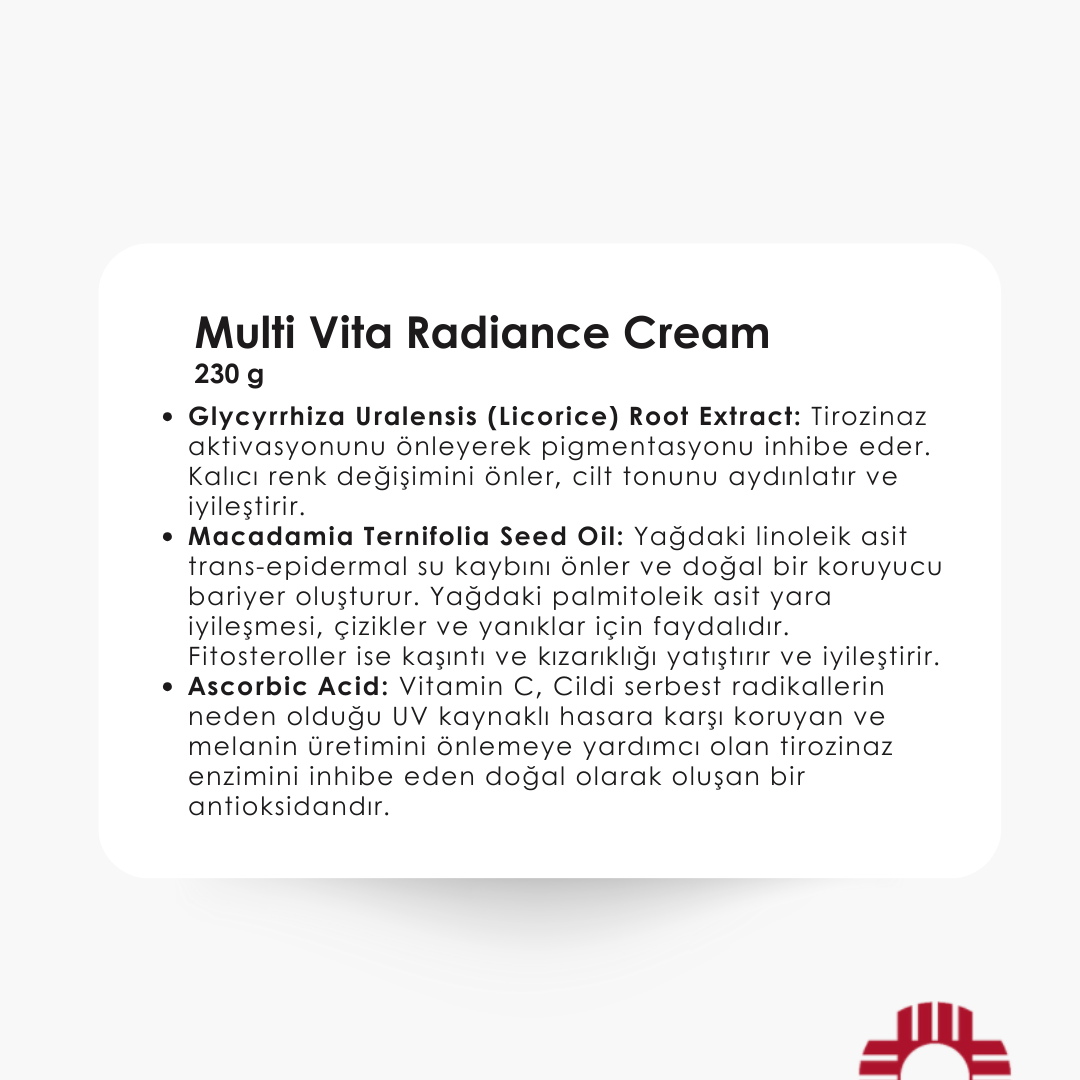 Multi Vita Radiance Cream
230 g
• Glycyrrhiza Uralensis (Licorice) Root Extract: Tirozinaz
aktivasyonunu önleyerek pigmentasyonu inhibe eder.
Kalıcı renk değişimini önler, cilt tonunu aydınlatır ve
iyileştirir.
• Macadamia Ternifolia Seed Oil: Yağdaki linoleik asit
trans-epidermal su kaybını önler ve doğal bir koruyucu
bariyer oluşturur. Yağdaki palmitoleik asit yara
iyileşmesi, çizikler ve yanıklar için faydalıdır.
Fitosteroller ise kaşıntı ve kızarıklığı yatıştırır ve iyileştirir.
• Ascorbic Acid: Vitamin C, Cildi serbest radikallerin
neden olduğu UV kaynaklı hasara karşı koruyan ve
melanin üretimini önlemeye yardımcı olan tirozinaz
enzimini inhibe eden doğal olarak oluşan bir
antioksidandır.